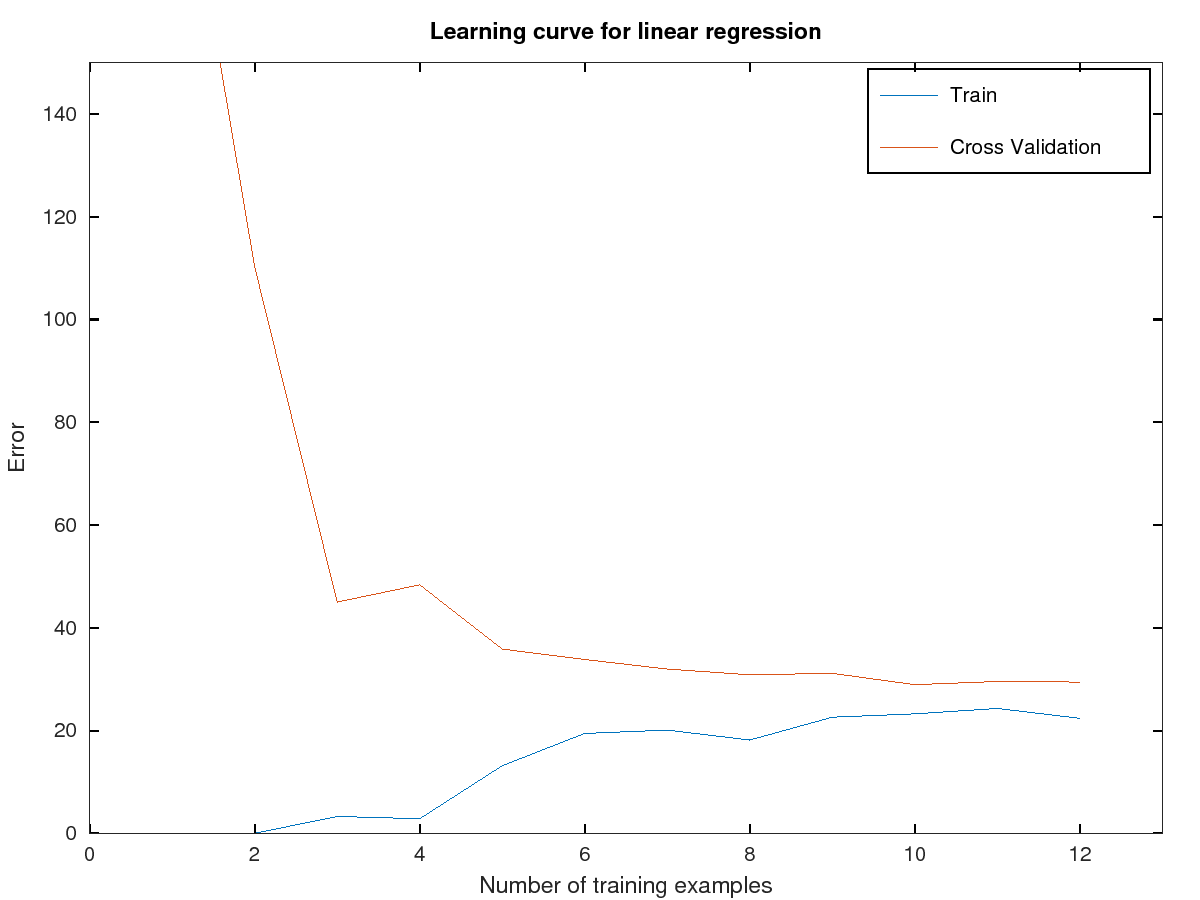 Learning curve for linear regression
Train
Cross Validation
140
120
100
80
60
40
20
0
Error
0 2 4 6 8 10 12
Number of training examples